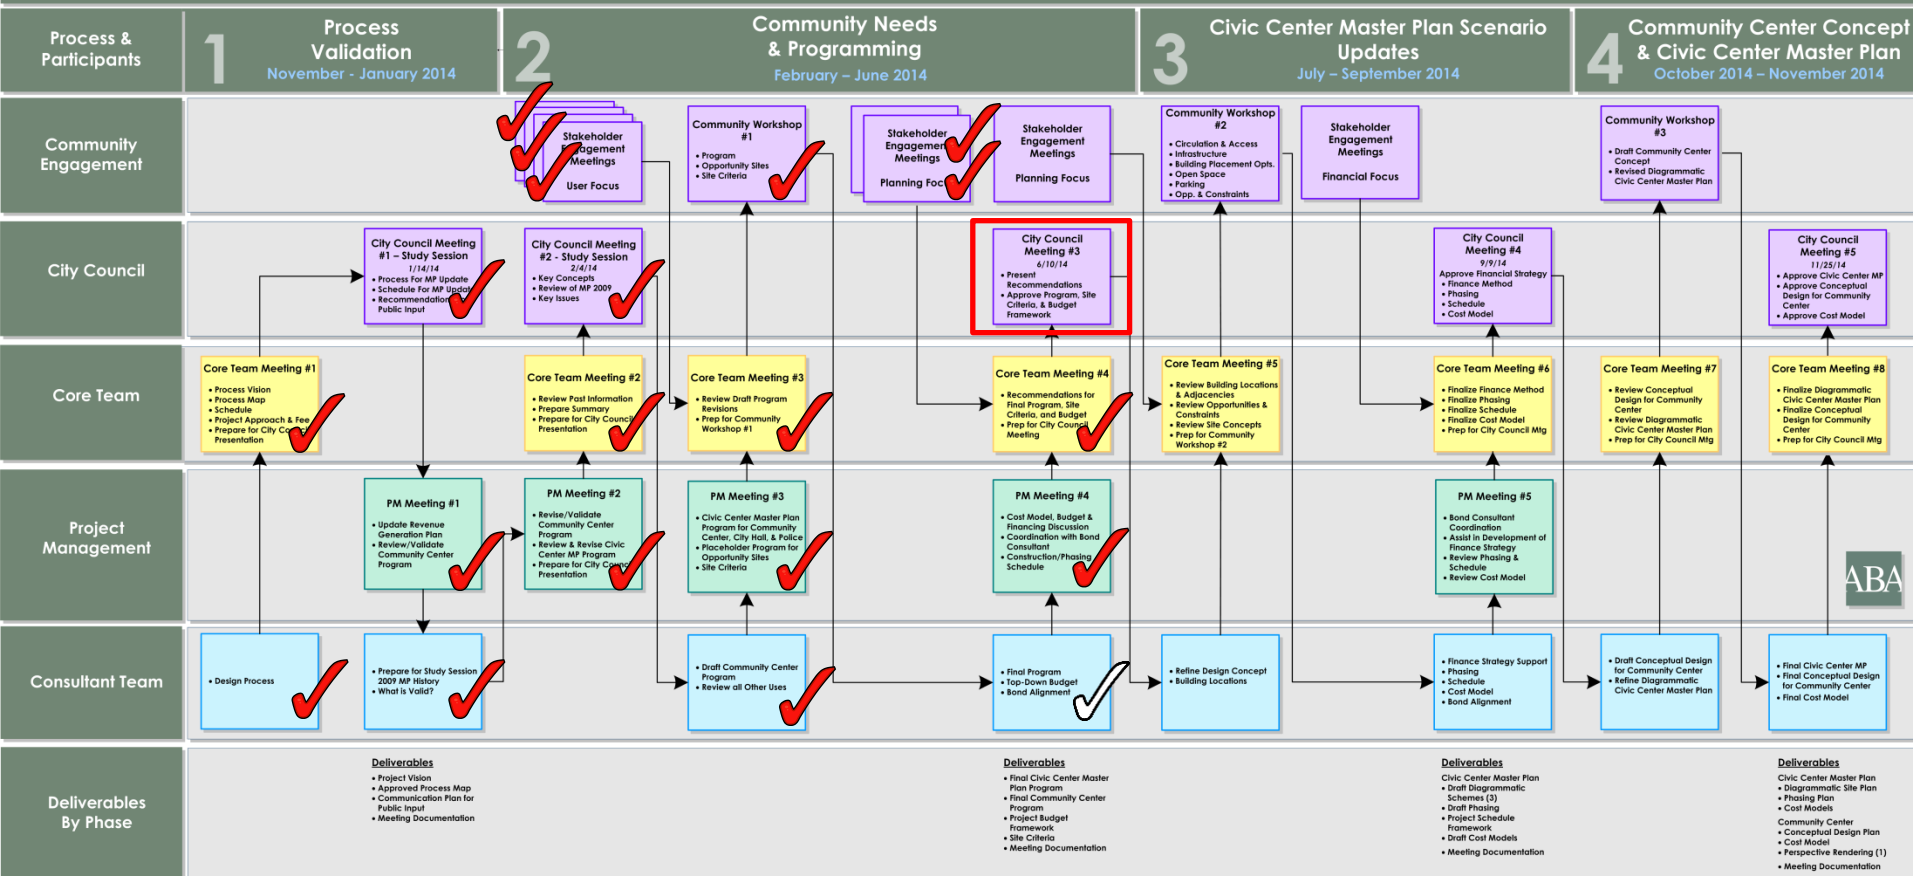 Process &
Participants
1
Process
Validation
November - January 2014
2
Community Needs
& Programming
February – June 2014
3
Civic Center Master Plan Scenario
Updates
July – September 2014
4
Community Center Concept
& Civic Center Master Plan
October 2014 – November 2014
Community
Engagement
Stakeholder
Engagement
Meetings
User Focus
Community Workshop
#1
• Program
• Opportunity Sites
• Site Criteria
Stakeholder
Engagement
Meetings
Planning Focus
Stakeholder
Engagement
Meetings
Planning Focus
Community Workshop
#2
• Circulation & Access
• Infrastructure
• Building Placement Opts.
• Open Space
• Parking
• Opp. & Constraints
Stakeholder
Engagement
Meetings
Financial Focus
Community Workshop
#3
• Draft Community Center
Concept
• Revised Diagrammatic
Civic Center Master Plan
City Council
City Council Meeting
#1 – Study Session
1/14/14
• Process For MP Update
• Schedule For MP Update
• Recommendation
Public Input
City Council Meeting
#2 - Study Session
2/4/14
• Key Concepts
• Review of MP 2009
• Key Issues
City Council
Meeting #3
6/10/14
• Present
Recommendations
• Approve Program, Site
Criteria, & Budget
Framework
City Council
Meeting #4
9/9/14
Approve Financial Strategy
• Finance Method
• Phasing
• Schedule
• Cost Model
City Council
Meeting #5
11/25/14
• Approve Civic Center MP
• Approve Conceptual
Design for Community
Center
• Approve Cost Model
Core Team
Core Team Meeting #1
• Process Vision
• Process Map
• Schedule
• Project Approach & Fee
• Prepare for City Council
Presentation
Core Team Meeting #2
• Review Past Information
• Prepare Summary
• Prepare for City Council
Presentation
Core Team Meeting #3
• Review Draft Program
Revisions
• Prep for Community
Workshop #1
Core Team Meeting #4
• Recommendations for
Final Program, Site
Criteria, and Budget
• Prep for City Council
Meeting
Core Team Meeting #5
• Review Building Locations
& Adjacencies
• Review Opportunities &
Constraints
• Review Site Concepts
• Prep for Community
Workshop #2
Core Team Meeting #6
• Finalize Finance Method
• Finalize Phasing
• Finalize Schedule
• Finalize Cost Model
• Prep for City Council Mtg
Core Team Meeting #7
• Review Conceptual
Design for Community
Center
• Review Diagrammatic
Civic Center Master Plan
• Prep for City Council Mtg
Core Team Meeting #8
• Finalize Diagrammatic
Civic Center Master Plan
• Finalize Conceptual
Design for Community
Center
• Prep for City Council Mtg
Project
Management
PM Meeting #1
• Update Revenue
Generation Plan
• Review/Validate
Community Center
Program
PM Meeting #2
• Revise/Validate
Community Center
Program
• Review & Revise Civic
Center MP Program
• Prepare for City Council
Presentation
PM Meeting #3
• Civic Center Master Plan
Program for Community
Center, City Hall, & Police
• Placeholder Program for
Opportunity Sites
• Site Criteria
PM Meeting #4
• Cost Model, Budget &
Financing Discussion
• Coordination with Bond
Consultant
• Construction/Phasing
Schedule
PM Meeting #5
• Bond Consultant
Coordination
• Assist in Development of
Finance Strategy
• Review Phasing &
Schedule
• Review Cost Model
ABA
Consultant Team
• Design Process
• Prepare for Study Session
2009 MP History
• What is Valid?
• Draft Community Center
Program
• Review all Other Uses
• Final Program
• Top-Down Budget
• Bond Alignment
• Refine Design Concept
• Building Locations
• Finance Strategy Support
• Phasing
• Schedule
• Cost Model
• Bond Alignment
• Draft Conceptual Design
for Community Center
• Refine Diagrammatic
Civic Center Master Plan
• Final Civic Center MP
• Final Conceptual Design
for Community Center
• Final Cost Model
Deliverables
By Phase
Deliverables
• Project Vision
• Approved Process Map
• Communication Plan for
Public Input
• Meeting Documentation
Deliverables
• Final Civic Center Master
Plan Program
• Final Community Center
Program
• Project Budget
Framework
• Site Criteria
• Meeting Documentation
Deliverables
Civic Center Master Plan
• Draft Diagrammatic
Schemes (3)
• Draft Phasing
• Project Schedule
Framework
• Draft Cost Models
• Meeting Documentation
Deliverables
Civic Center Master Plan
• Diagrammatic Site Plan
• Phasing Plan
• Cost Models
Community Center
• Conceptual Design Plan
• Cost Model
• Perspective Rendering (1)
• Meeting Documentation